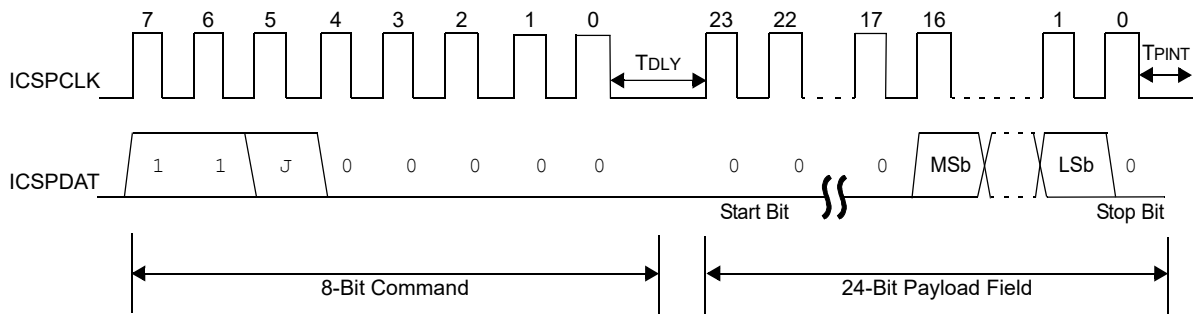 7 6 5 4 3 2 1 0 23 22 17 16 1 0
TDLY TPINT
ICSPCLK
ICSPDAT 1 1 J 0 0 0 0 0 0 0 0 MSb LSb 0
Start Bit Stop Bit
8-Bit Command 24-Bit Payload Field